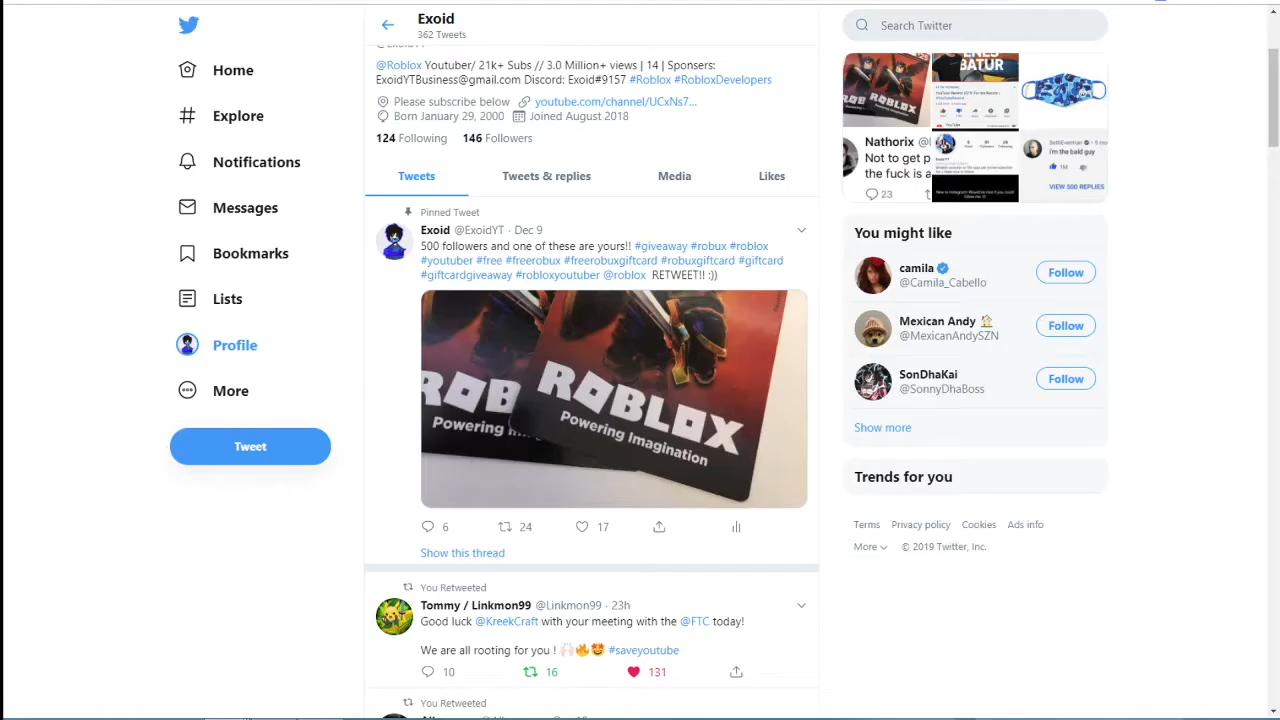 Home
Explore
Notifications
Messages
Bookmarks
Lists
Profile
More
Tweet
Exoid
362 Tweets
@Roblox Youtuber/ 21k+ Subs // 3.0 Million+ views | 14 | Sponsers:
ExoidYTBusiness@gmail.com Discord: Exoid#9157 #Roblox #RobloxDevelopers
Please subscribe below youtube.com/channel/UCxNs7...
Born January 29, 2000 Joined August 2018
124 Following 146 Followers
Tweets Tweets & replies Media Likes
Pinned Tweet
Exoid @ExoidYT · Dec 9
500 followers and one of these are yours!! #giveaway #robux #roblox
#youtuber #free #freerobux #freerobuxgiftcard #robuxgiftcard #giftcard
#giftcardgiveaway #robloxyoutuber @roblox RETWEET!! :))
ROBLOX
Powering Imagination
6 24 17
Show this thread
You Retweeted
Tommy / Linkmon99 @Linkmon99 · 23h
Good luck @KreekCraft with your meeting with the @FTC today!
We are all rooting for you ! 🙌🏻🔥🤩 #saveyoutube
10 16 131
You Retweeted
Search Twitter
ROBLOX
BATUR
Nathorix
Not to get p
the fuck is a
23
i'm the bald guy
VIEW 500 REPLIES
You might like
camila
@Camila_Cabello
Follow
Mexican Andy 🏠
@MexicanAndySZN
Follow
SonDhaKai
@SonnyDhaBoss
Follow
Show more
Trends for you
Terms Privacy policy Cookies Ads info
More © 2019 Twitter, Inc.